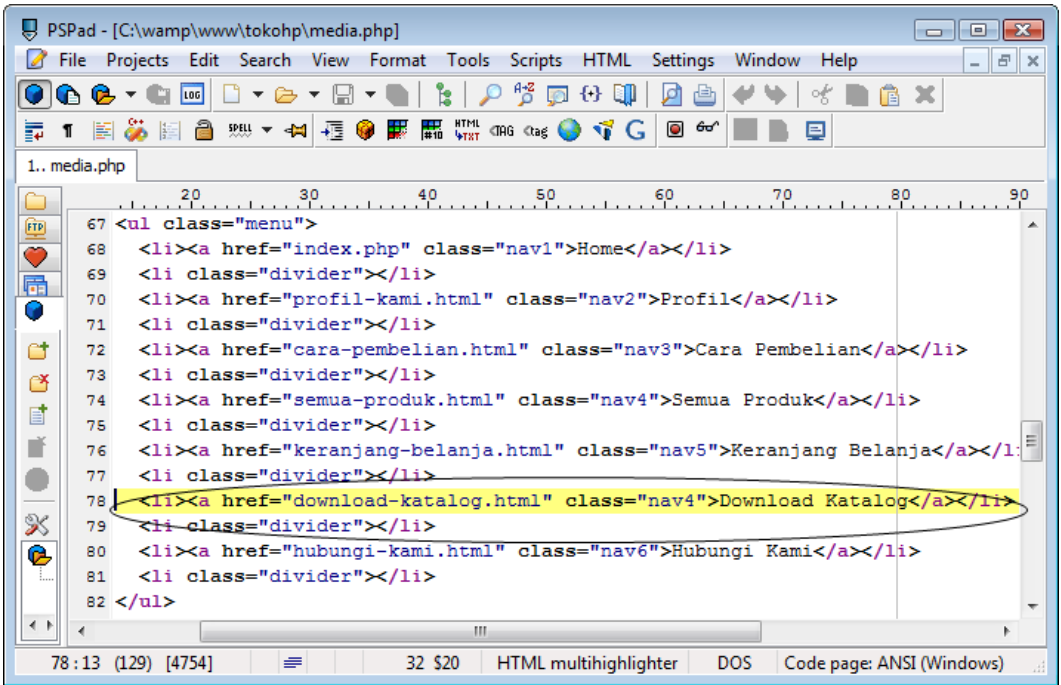 PSPad - [C:\wamp\www\tokohp\media.php]
File Projects Edit Search View Format Tools Scripts HTML Settings Window Help
LOG A-Z
¶ SPELL #10 HTML TXT TAG tag G
1.. media.php
20 30 40 50 60 70 80 90
FTP
67 <ul class="menu">
68 <li><a href="index.php" class="nav1">Home</a></li>
69 <li class="divider"></li>
70 <li><a href="profil-kami.html" class="nav2">Profil</a></li>
71 <li class="divider"></li>
72 <li><a href="cara-pembelian.html" class="nav3">Cara Pembelian</a></li>
73 <li class="divider"></li>
74 <li><a href="semua-produk.html" class="nav4">Semua Produk</a></li>
75 <li class="divider"></li>
76 <li><a href="keranjang-belanja.html" class="nav5">Keranjang Belanja</a></l
77 <li class="divider"></li>
78 <li><a href="download-katalog.html" class="nav4">Download Katalog</a></li>
79 <li class="divider"></li>
80 <li><a href="hubungi-kami.html" class="nav6">Hubungi Kami</a></li>
81 <li class="divider"></li>
82 </ul>
78:13 (129) [4754] 32 $20 HTML multihighlighter DOS Code page: ANSI (Windows)